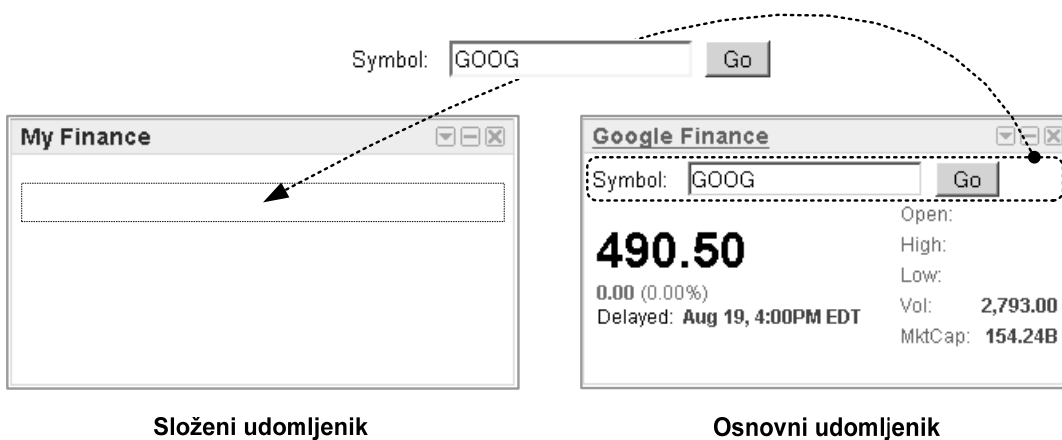 Symbol: GOOG Go
My Finance
Google Finance
Symbol: GOOG Go
490.50
0.00 (0.00%)
Delayed: Aug 19, 4:00PM EDT
Open:
High:
Low:
Vol: 2,793.00
MktCap: 154.24B
Složeni udomljenik
Osnovni udomljenik